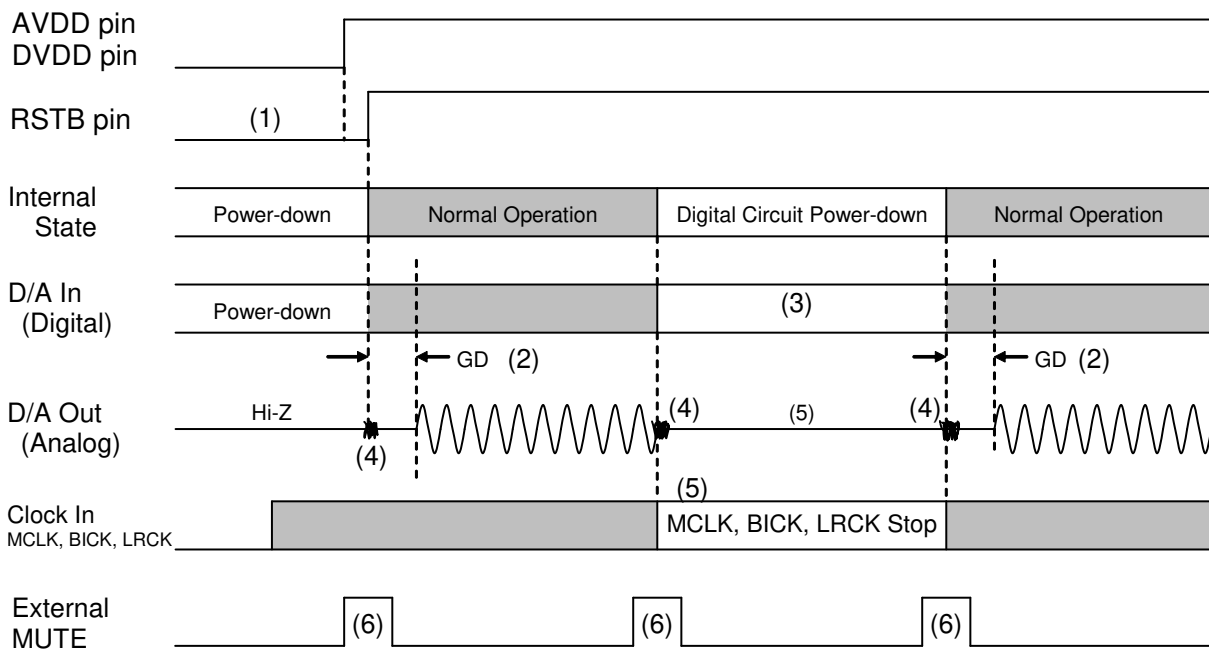 AVDD pin
DVDD pin
RSTB pin
(1)
Internal
State
Power-down
Normal Operation
Digital Circuit Power-down
Normal Operation
D/A In
(Digital)
Power-down
(3)
GD (2)
GD (2)
D/A Out
(Analog)
Hi-Z
(4)
(4)
(5)
(4)
(5)
Clock In
MCLK, BICK, LRCK
MCLK, BICK, LRCK Stop
External
MUTE
(6)
(6)
(6)